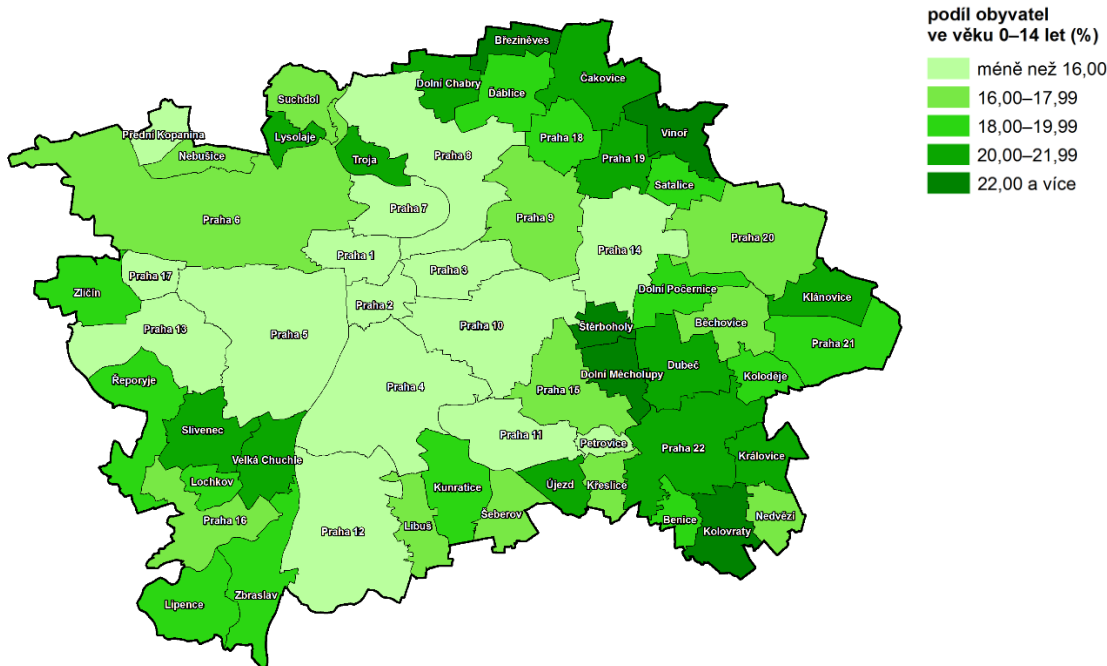 podíl obyvatel
ve věku 0–14 let (%)
méně než 16,00
16,00–17,99
18,00–19,99
20,00–21,99
22,00 a více
Březiněves
Dolní Chabry
Ďáblice
Čakovice
Suchdol
Přední Kopanina
Lysolaje
Nebušice
Troja
Praha 8
Praha 18
Praha 19
Vinoř
Satalice
Praha 6
Praha 7
Praha 9
Praha 20
Praha 14
Praha 1
Praha 3
Praha 17
Zličín
Praha 2
Dolní Počernice
Klánovice
Praha 13
Praha 5
Praha 10
Štěrboholy
Běchovice
Praha 21
Řeporyje
Praha 4
Dolní Měcholupy
Dubeč
Koloděje
Praha 15
Slivenec
Praha 11
Petrovice
Praha 22
Královice
Velká Chuchle
Lochkov
Kunratice
Újezd
Křeslice
Šeberov
Praha 16
Libuš
Praha 12
Benice
Nedvězí
Kolovraty
Zbraslav
Lipence